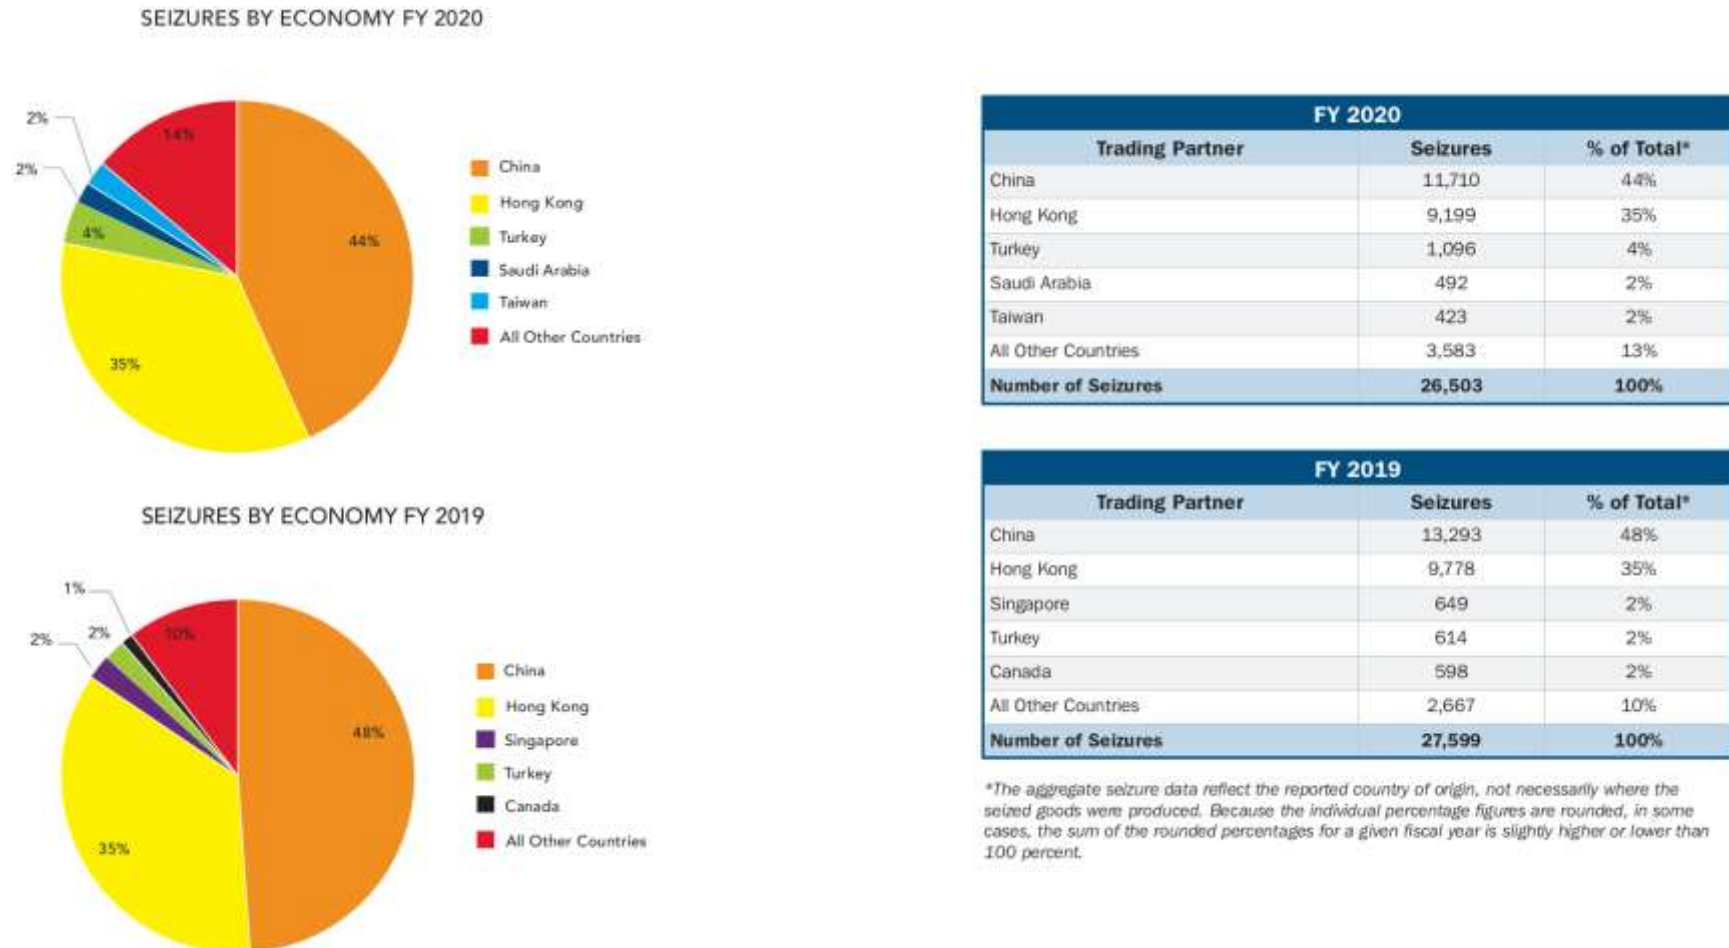 SEIZURES BY ECONOMY FY 2020
2%
2%
14%
4%
44%
35%
China
Hong Kong
Turkey
Saudi Arabia
Taiwan
All Other Countries
FY 2020
Trading Partner Seizures % of Total*
China 11,710 44%
Hong Kong 9,199 35%
Turkey 1,096 4%
Saudi Arabia 492 2%
Taiwan 423 2%
All Other Countries 3,583 13%
Number of Seizures 26,503 100%
SEIZURES BY ECONOMY FY 2019
1%
2%
2%
10%
48%
35%
China
Hong Kong
Singapore
Turkey
Canada
All Other Countries
FY 2019
Trading Partner Seizures % of Total*
China 13,293 48%
Hong Kong 9,778 35%
Singapore 649 2%
Turkey 614 2%
Canada 598 2%
All Other Countries 2,667 10%
Number of Seizures 27,599 100%
*The aggregate seizure data reflect the reported country of origin, not necessarily where the
seized goods were produced. Because the individual percentage figures are rounded, in some
cases, the sum of the rounded percentages for a given fiscal year is slightly higher or lower than
100 percent.